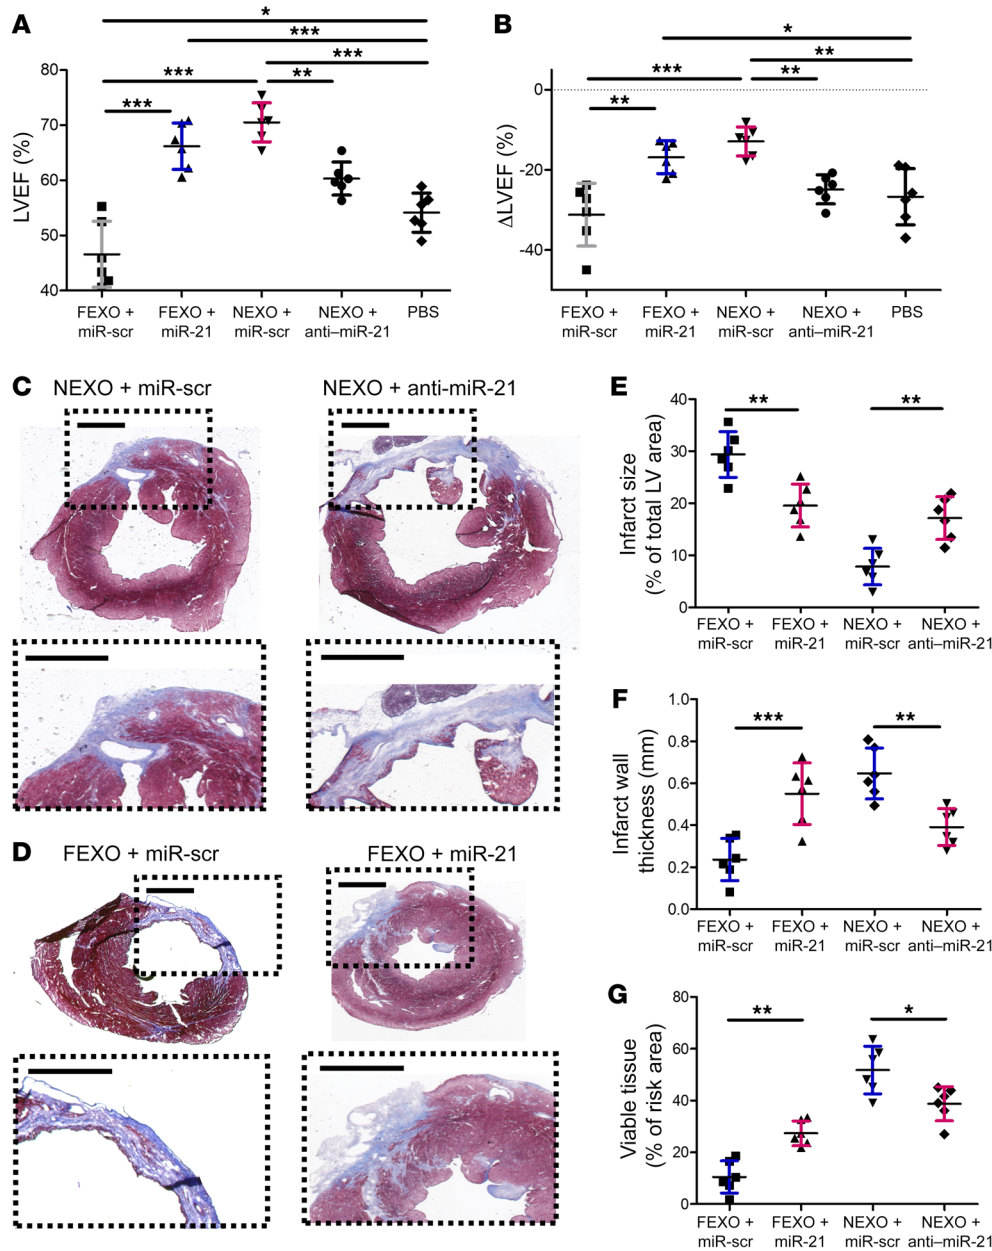 A
*
***
***
***
**
***
LVEF (%)
80
70
60
50
40
FEXO +
miR-scr
FEXO +
miR-21
NEXO +
miR-scr
NEXO +
anti–miR-21
PBS
B
*
**
***
**
**
ΔLVEF (%)
0
-20
-40
FEXO +
miR-scr
FEXO +
miR-21
NEXO +
miR-scr
NEXO +
anti–miR-21
PBS
C
NEXO + miR-scr
NEXO + anti-miR-21
D
FEXO + miR-scr
FEXO + miR-21
E
**
**
Infarct size
(% of total LV area)
40
30
20
10
0
FEXO +
miR-scr
FEXO +
miR-21
NEXO +
miR-scr
NEXO +
anti-miR-21
F
***
**
Infarct wall
thickness (mm)
1.0
0.8
0.6
0.4
0.2
0.0
FEXO +
miR-scr
FEXO +
miR-21
NEXO +
miR-scr
NEXO +
anti-miR-21
G
**
*
Viable tissue
(% of risk area)
80
60
40
20
0
FEXO +
miR-scr
FEXO +
miR-21
NEXO +
miR-scr
NEXO +
anti-miR-21